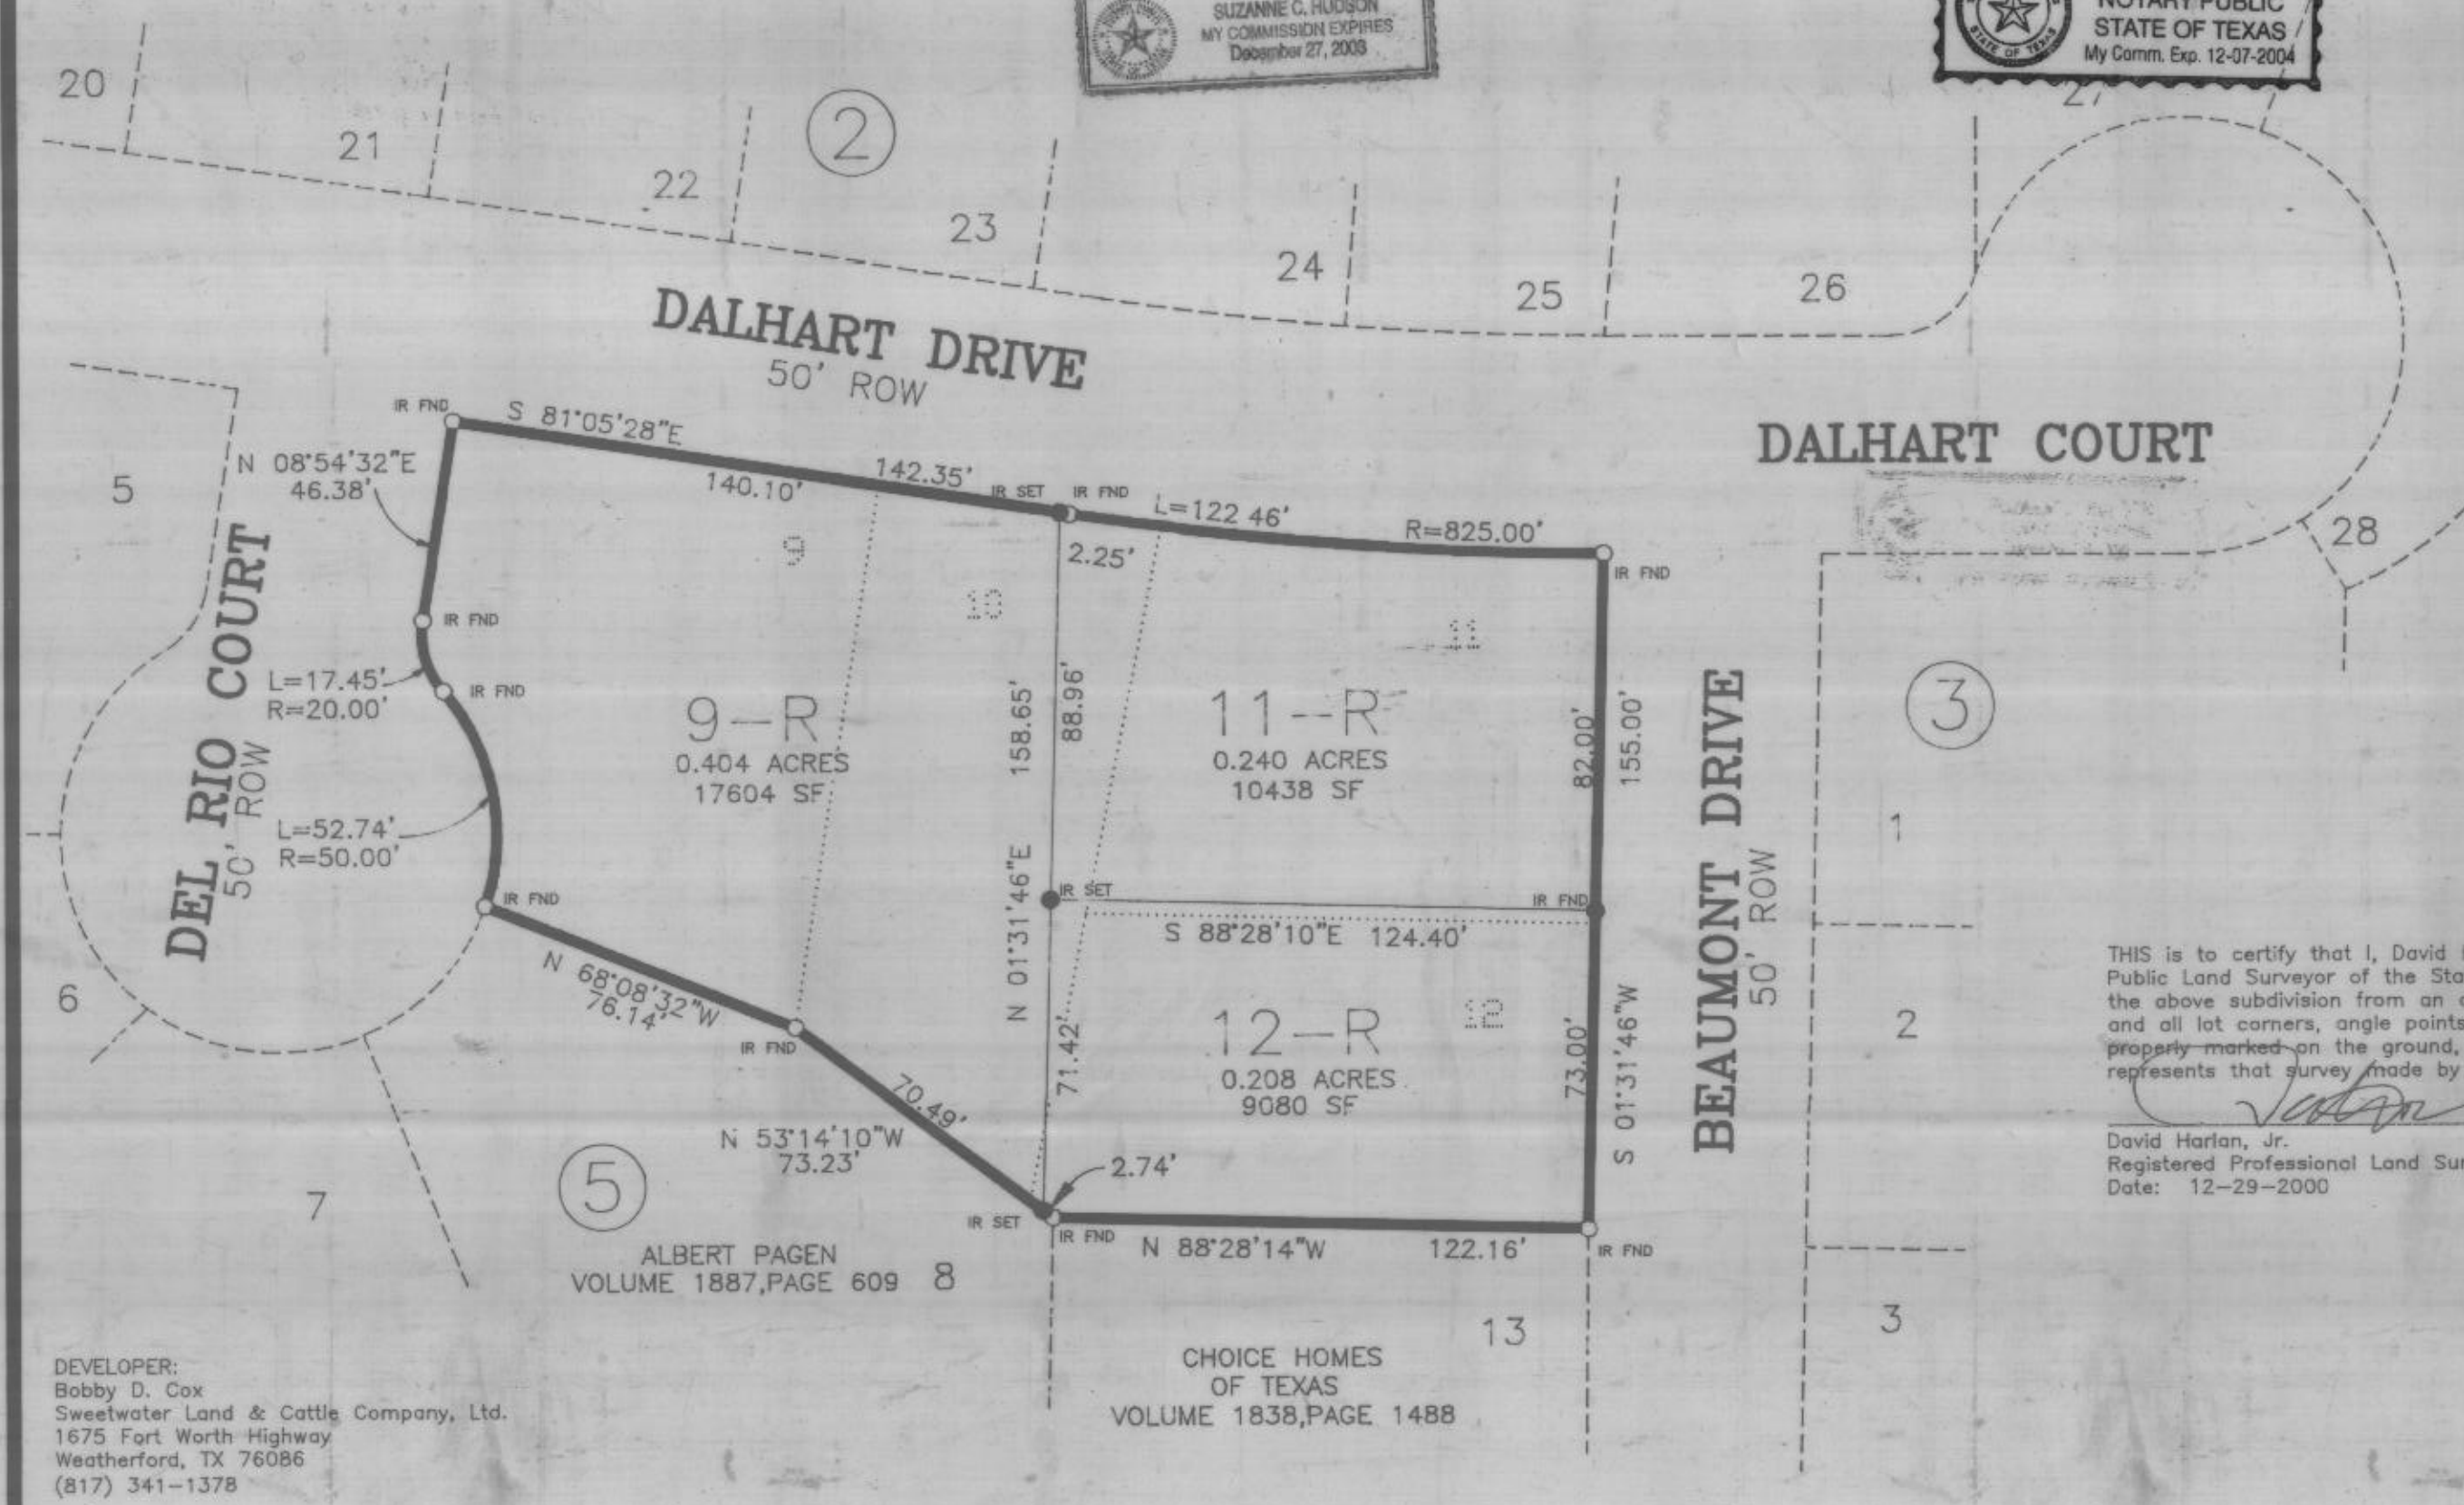 SUZANNE C. HUDSON
MY COMMISSION EXPIRES
December 27, 2003
NOTARY PUBLIC
STATE OF TEXAS
My Comm. Exp. 12-07-2004
STATE OF TEXAS
20
21
22
②
23
24
25
26
27
28
DALHART DRIVE
50' ROW
DALHART COURT
IR FND
S 81°05'28"E
142.35'
140.10'
IR SET
IR FND
L=122.46'
R=825.00'
2.25'
IR FND
N 08°54'32"E
46.38'
5
9
10
11
IR FND
DEL RIO COURT
50' ROW
L=17.45'
R=20.00'
IR FND
9-R
0.404 ACRES
17604 SF
158.65'
88.96'
11-R
0.240 ACRES
10438 SF
82.00'
155.00'
BEAUMONT DRIVE
50' ROW
③
1
L=52.74'
R=50.00'
IR FND
N 01°31'46"E
IR SET
IR FND
S 88°28'10"E 124.40'
6
N 68°08'32"W
76.14'
IR FND
71.42'
12-R
0.208 ACRES
9080 SF
12
73.00'
S 01°31'46"W
2
70.49'
N 53°14'10"W
73.23'
2.74'
7
⑤
IR SET
IR FND
N 88°28'14"W 122.16'
IR FND
ALBERT PAGEN
VOLUME 1887,PAGE 609
8
13
3
CHOICE HOMES
OF TEXAS
VOLUME 1838,PAGE 1488
THIS is to certify that I, David
Public Land Surveyor of the
the above subdivision from an
and all lot corners, angle points
properly marked on the ground,
represents that survey made by
David Harlan, Jr.
Registered Professional Land
Date: 12-29-2000
DEVELOPER:
Bobby D. Cox
Sweetwater Land & Cattle Company, Ltd.
1675 Fort Worth Highway
Weatherford, TX 76086
(817) 341-1378